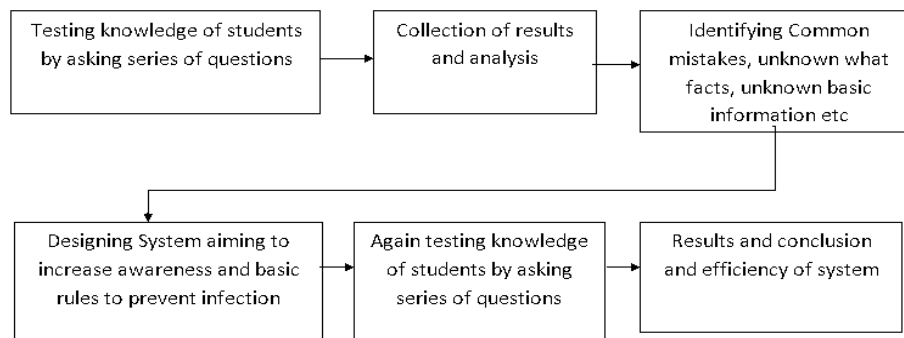 Testing knowledge of students
by asking series of questions
Collection of results
and analysis
Identifying Common
mistakes, unknown what
facts, unknown basic
information etc
Designing System aiming to
increase awareness and basic
rules to prevent infection
Again testing knowledge
of students by asking
series of questions
Results and conclusion
and efficiency of system